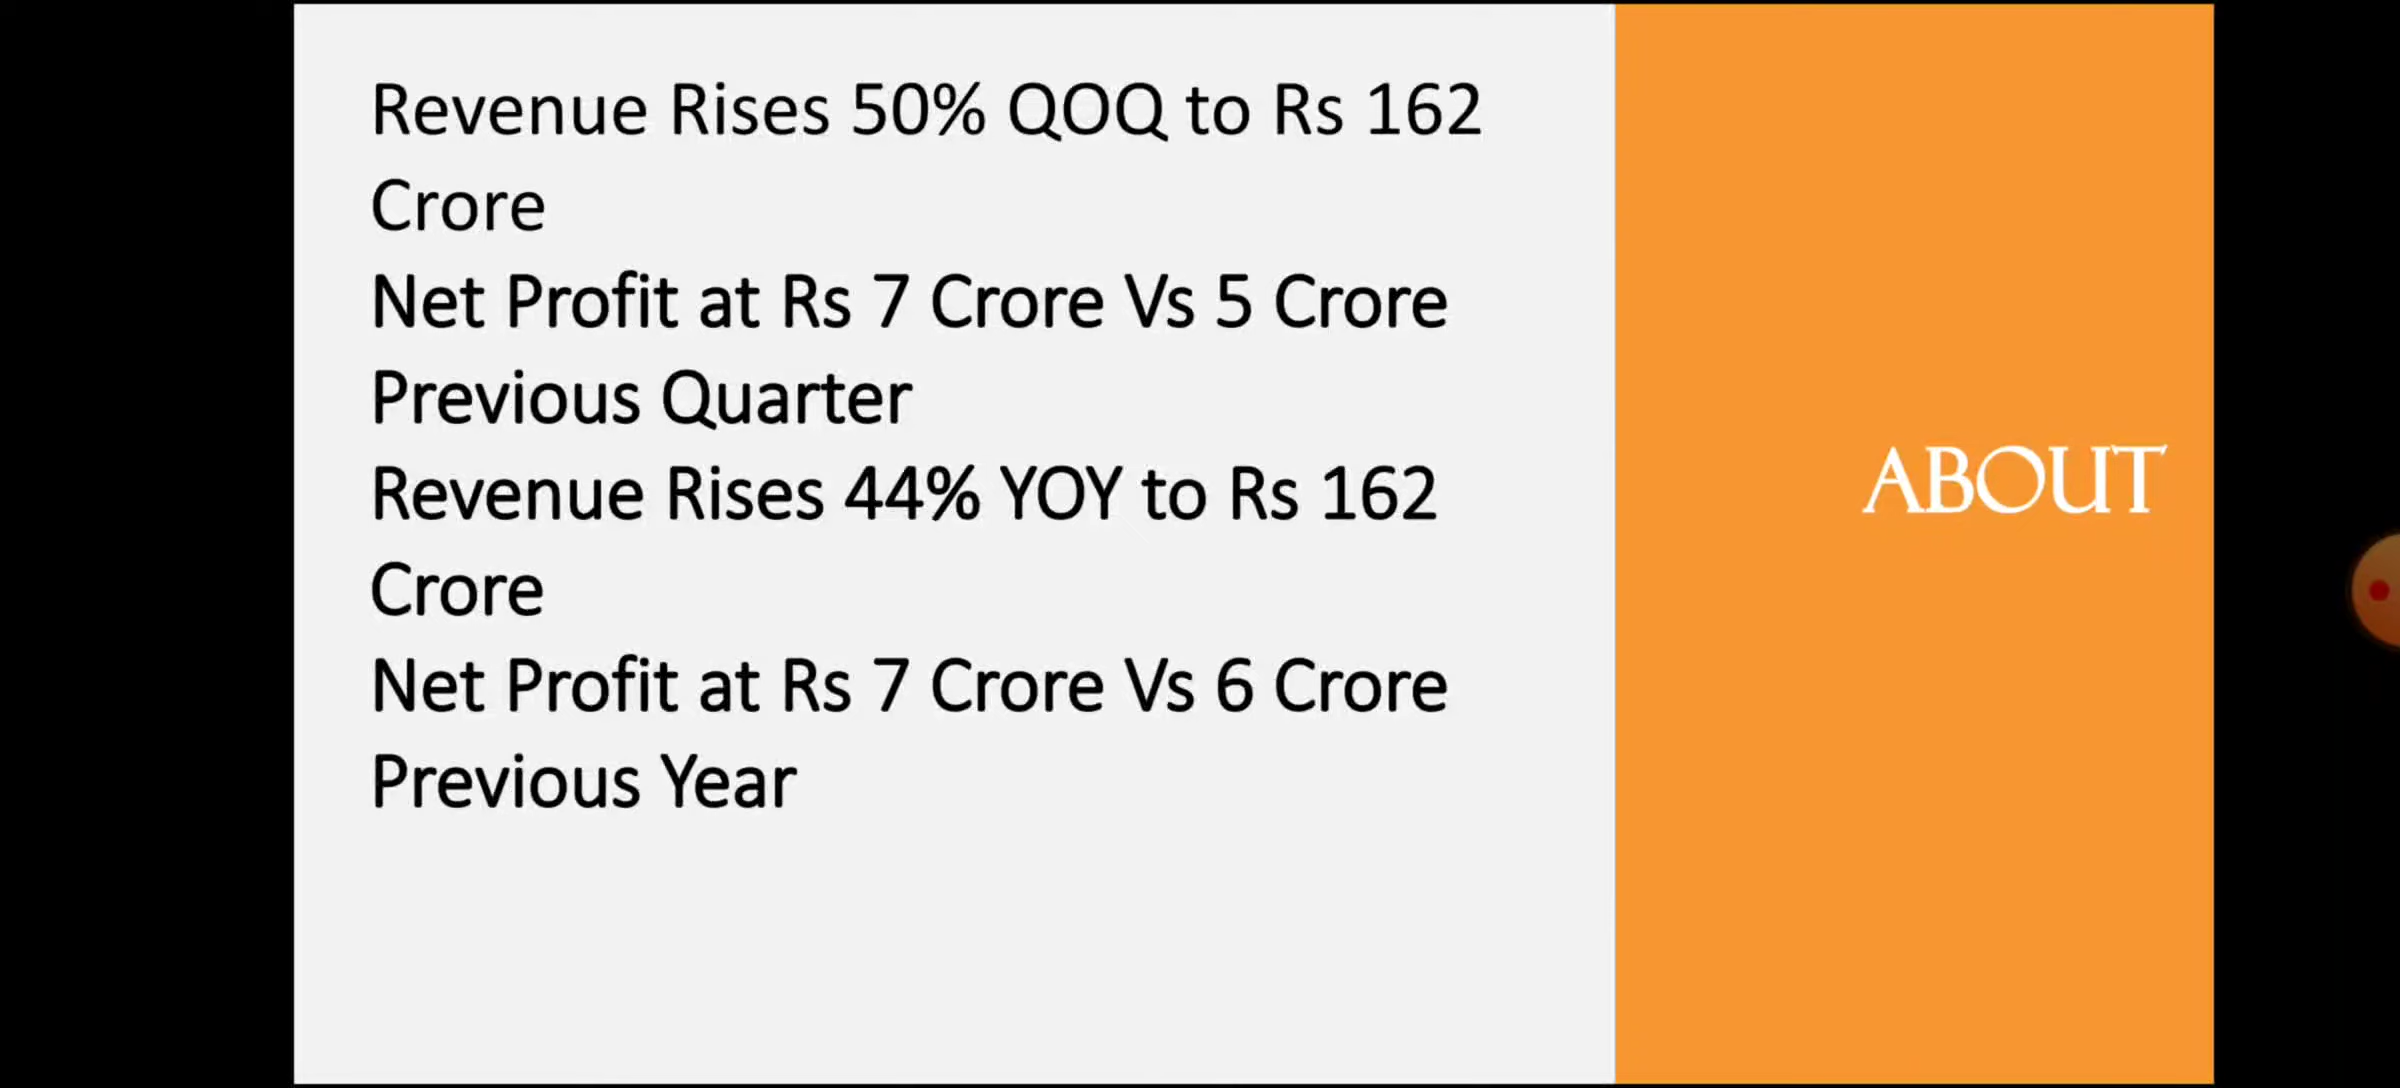 Revenue Rises 50% QOQ to Rs 162
Crore
Net Profit at Rs 7 Crore Vs 5 Crore
Previous Quarter
Revenue Rises 44% YOY to Rs 162
Crore
Net Profit at Rs 7 Crore Vs 6 Crore
Previous Year
ABOUT